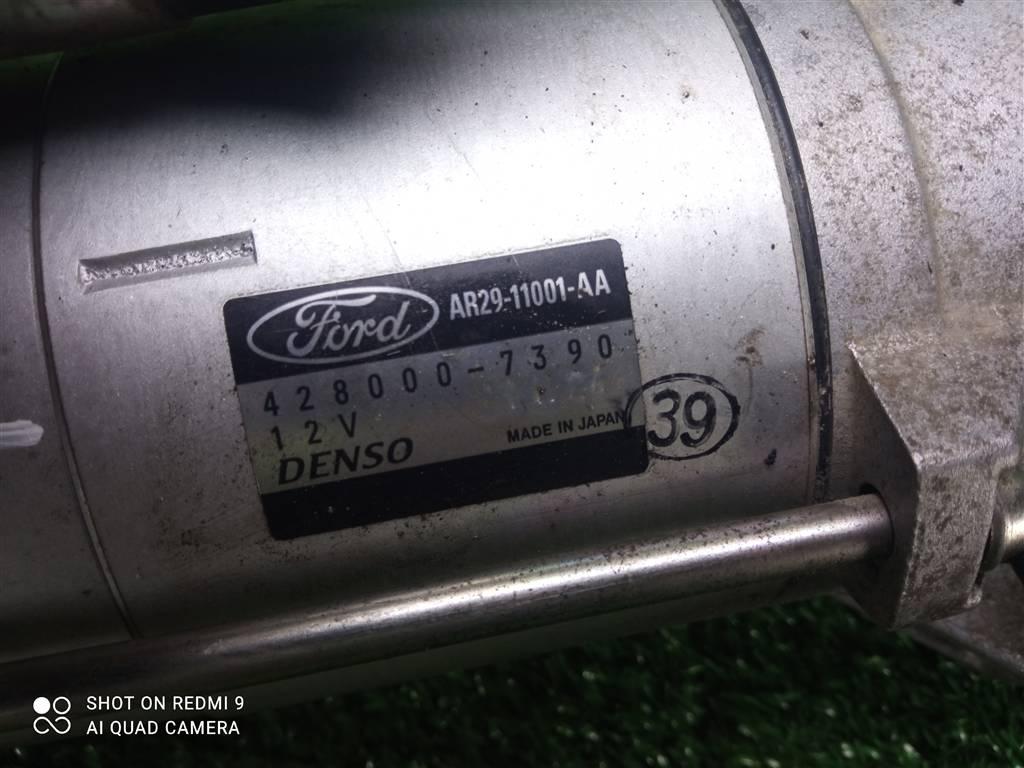 Ford AR29-11001-AA
428000-7390
12V
DENSO MADE IN JAPAN
39
SHOT ON REDMI 9
AI QUAD CAMERA